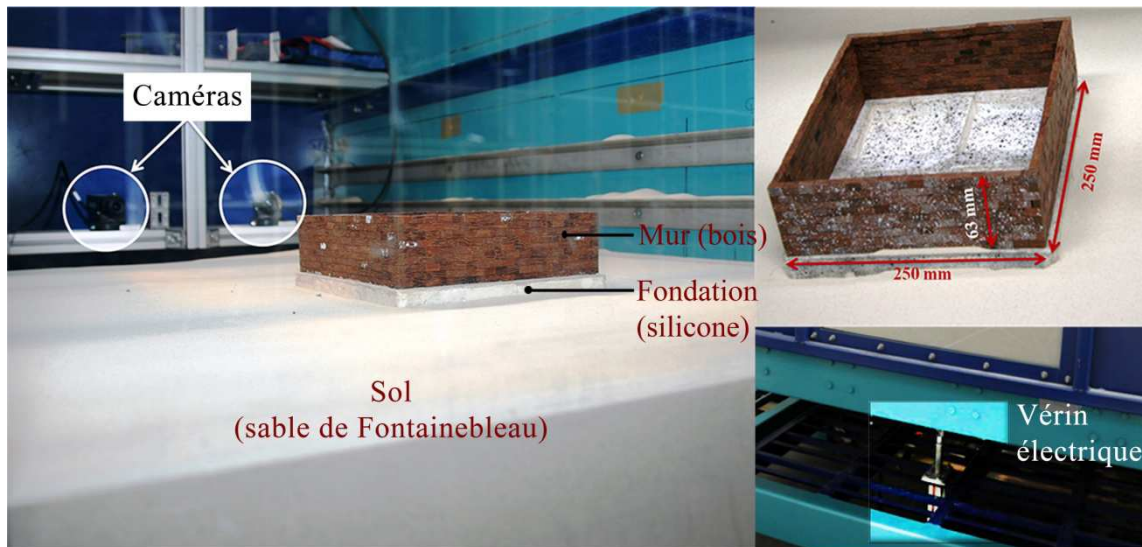 Caméras
Mur (bois)
Fondation
(silicone)
Sol
(sable de Fontainebleau)
250 mm
63 mm
250 mm
Vérin
électrique